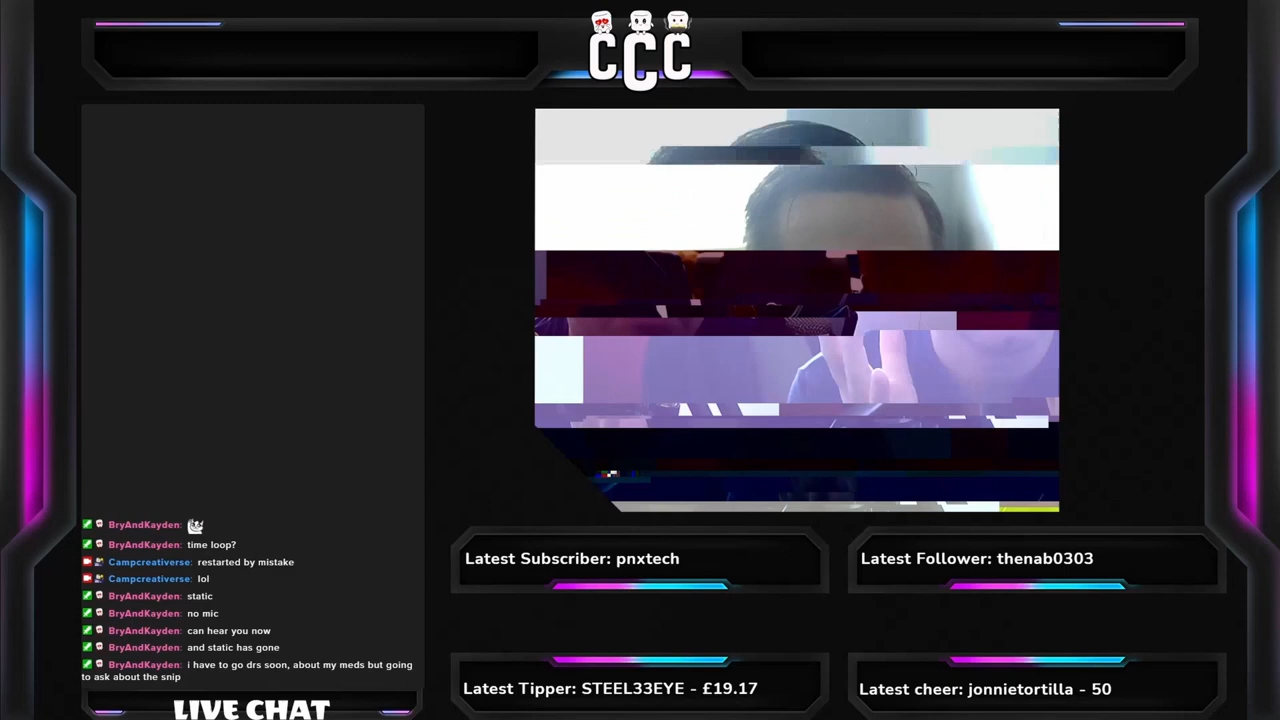 CCC
BryAndKayden:
BryAndKayden: time loop?
Campcreativerse: restarted by mistake
Campcreativerse: lol
BryAndKayden: static
BryAndKayden: no mic
BryAndKayden: can hear you now
BryAndKayden: and static has gone
BryAndKayden: i have to go drs soon, about my meds but going
to ask about the snip
LIVE CHAT
Latest Subscriber: pnxtech
Latest Follower: thenab0303
Latest Tipper: STEEL33EYE - £19.17
Latest cheer: jonnietortilla - 50